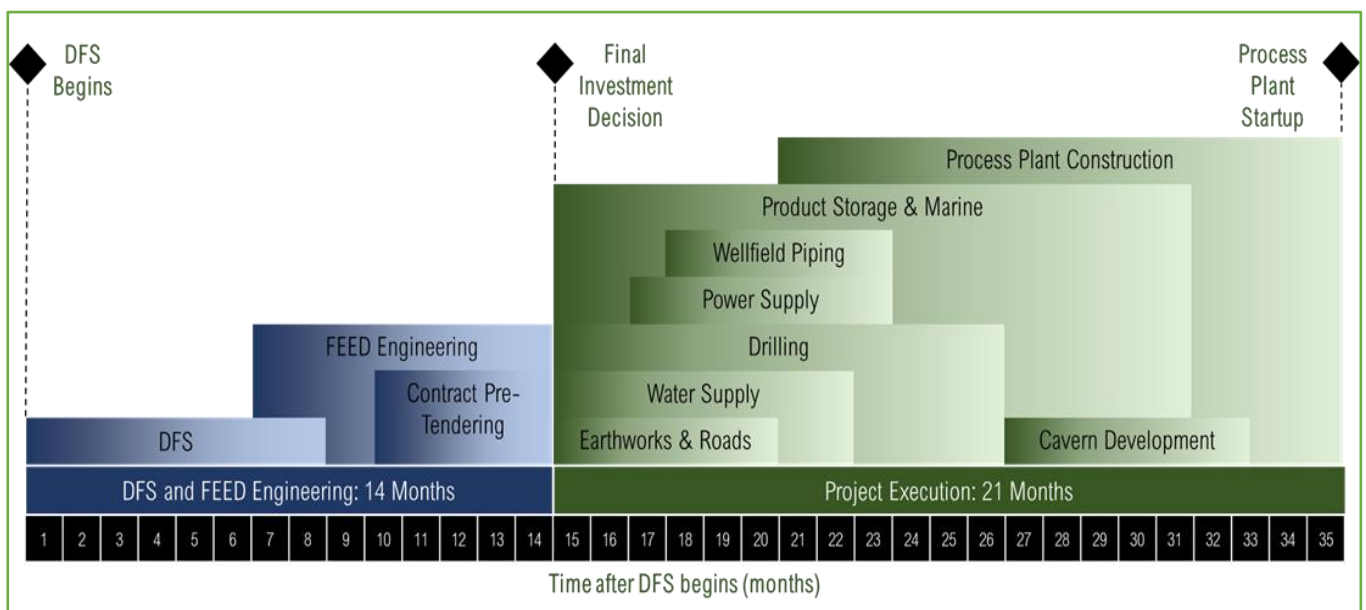 DFS
Begins
Final
Investment
Decision
Process
Plant
Startup
Process Plant Construction
Product Storage & Marine
Wellfield Piping
Power Supply
FEED Engineering
Drilling
Contract Pre-
Tendering
Water Supply
DFS
Earthworks & Roads
Cavern Development
DFS and FEED Engineering: 14 Months
Project Execution: 21 Months
1 2 3 4 5 6 7 8 9 10 11 12 13 14 15 16 17 18 19 20 21 22 23 24 25 26 27 28 29 30 31 32 33 34 35
Time after DFS begins (months)